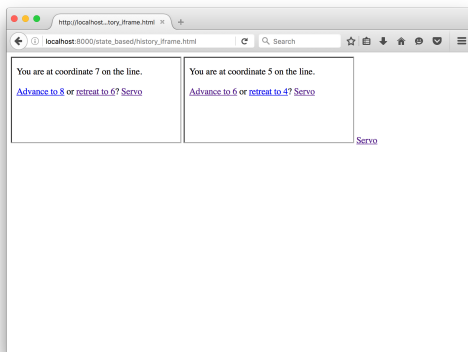 http://localhost...tory_iframe.html
localhost:8000/state_based/history_iframe.html
Search
You are at coordinate 7 on the line.
Advance to 8 or retreat to 6? Servo
You are at coordinate 5 on the line.
Advance to 6 or retreat to 4? Servo
Servo